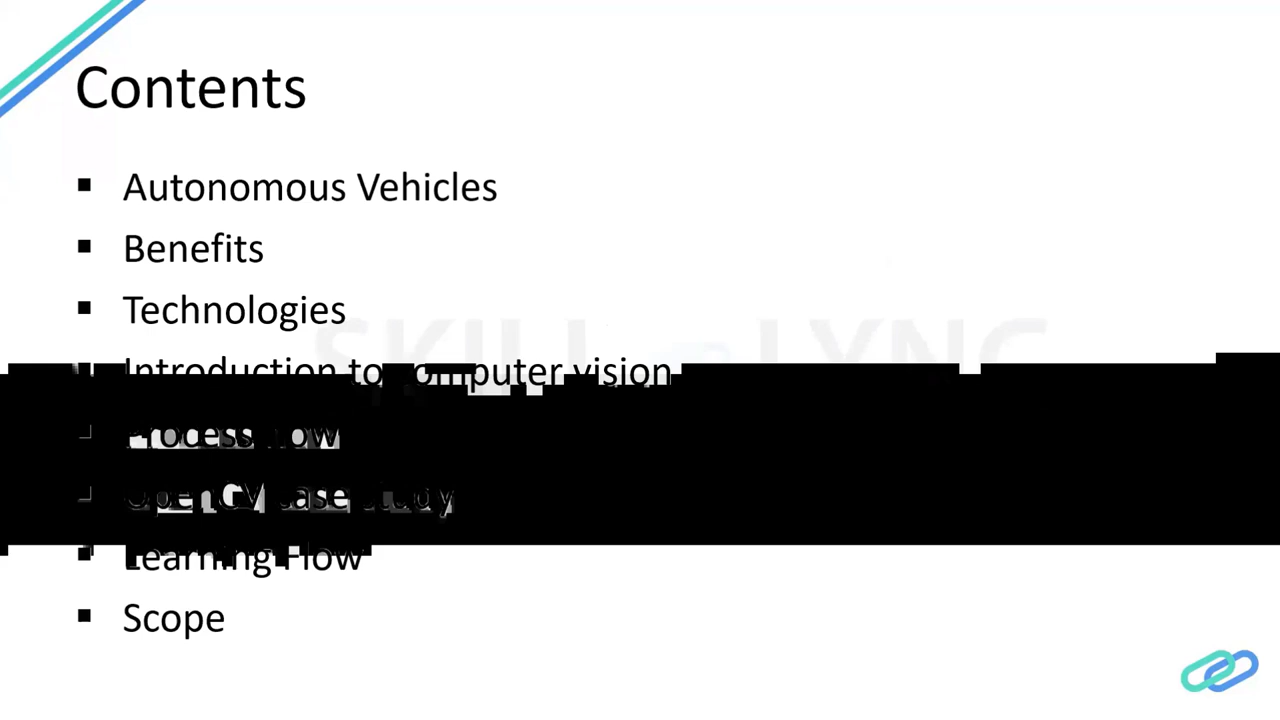 Contents
Autonomous Vehicles
Benefits
Technologies
Introduction to computer vision
Process flow
OpenCV case study
Learning Flow
Scope